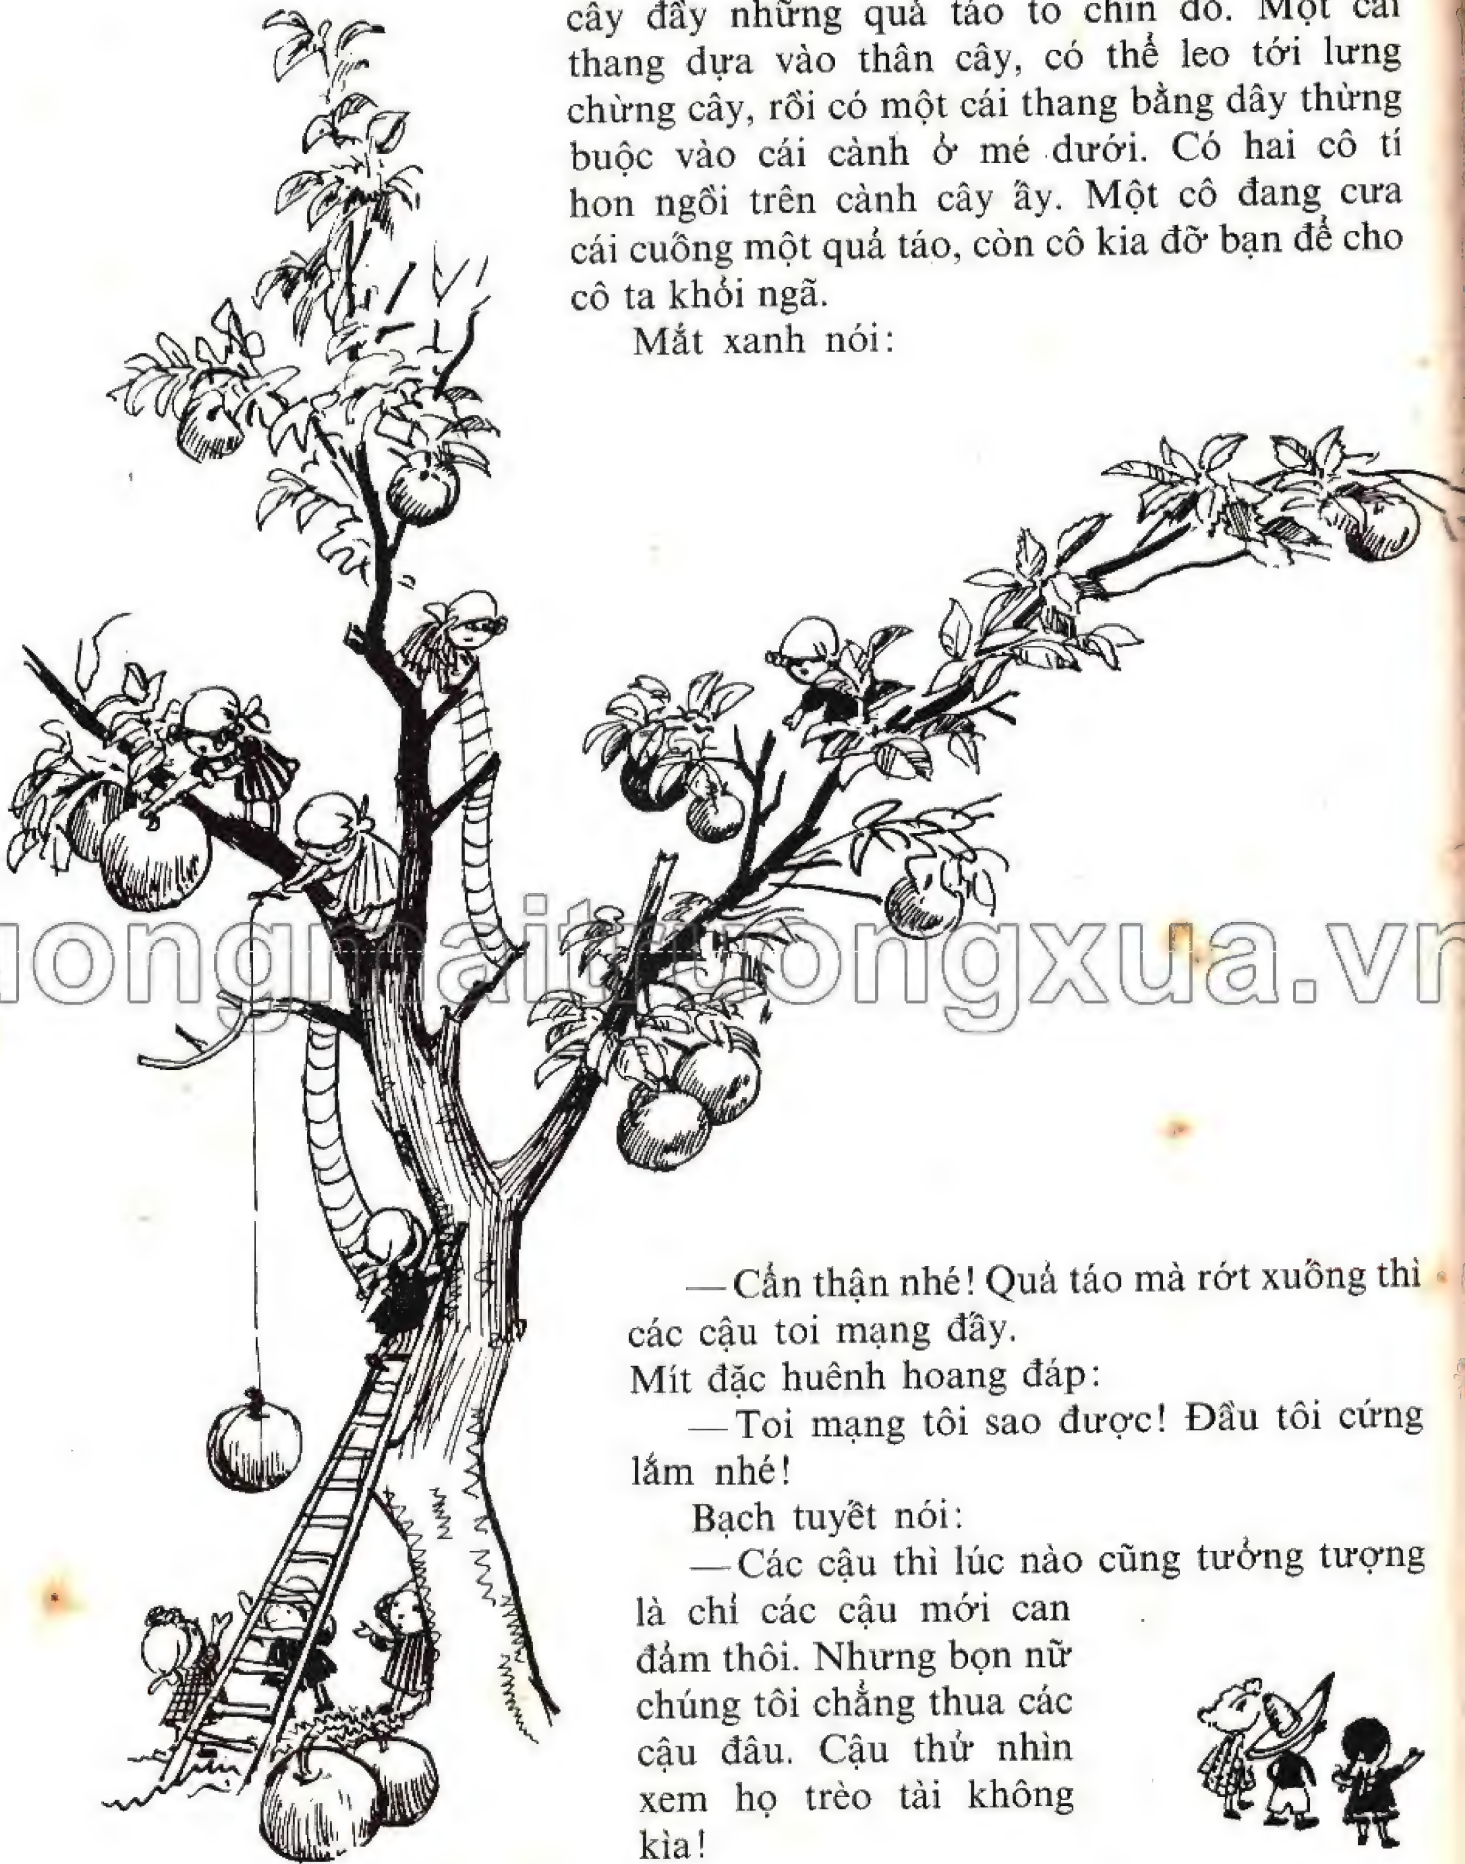 cây đầy những quả táo to chín đỏ. Một cái
thang dựa vào thân cây, có thể leo tới lưng
chừng cây, rồi có một cái thang bằng dây thừng
buộc vào cái cành ở mé dưới. Có hai cô tí
hon ngồi trên cành cây ấy. Một cô đang cưa
cái cuống một quả táo, còn cô kia đỡ bạn để cho
cô ta khỏi ngã.
Mắt xanh nói:
uongmaitruongxua.vn
—Cẩn thận nhé! Quả táo mà rớt xuống thì
các cậu toi mạng đấy.
Mít đặc huênh hoang đáp:
—Toi mạng tôi sao được! Đầu tôi cứng
lắm nhé!
Bạch tuyết nói:
—Các cậu thì lúc nào cũng tưởng tượng
là chỉ các cậu mới can
đảm thôi. Nhưng bọn nữ
chúng tôi chẳng thua các
cậu đâu. Cậu thử nhìn
xem họ trèo tài không
kìa!